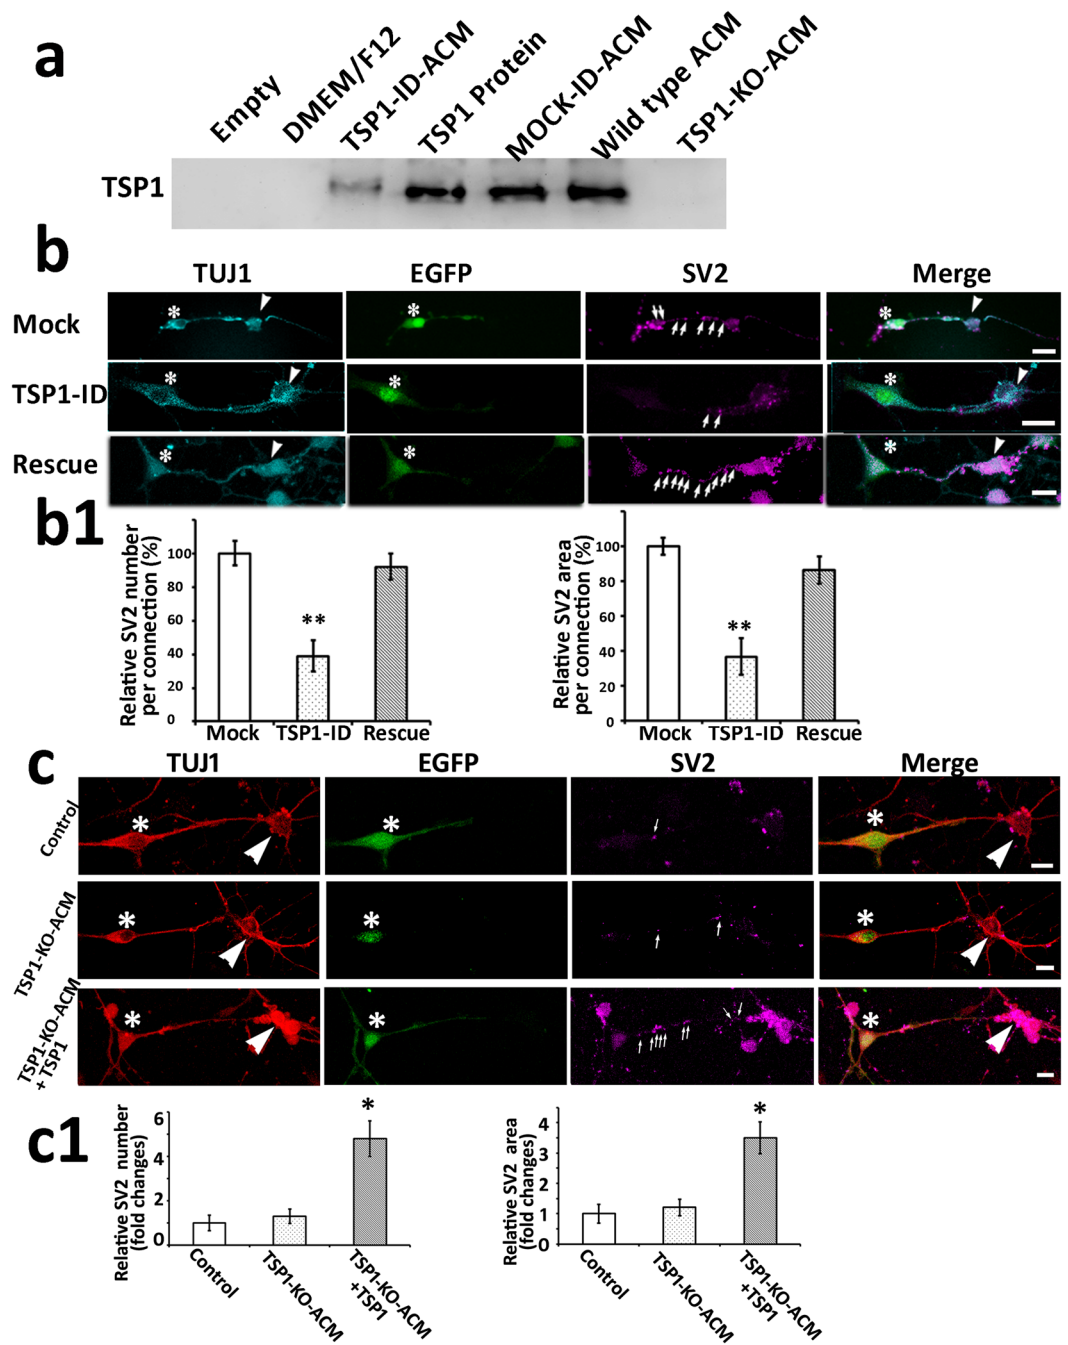 a
Empty
DMEM/F12
TSP1-ID-ACM
TSP1 Protein
MOCK-ID-ACM
Wild type ACM
TSP1-KO-ACM
TSP1
b
TUJ1 EGFP SV2 Merge
Mock
* * *
TSP1-ID
* * *
Rescue
* * *
b1
Relative SV2 number
per connection (%)
100
80
60
40
20
0
**
Mock TSP1-ID Rescue
Relative SV2 area
per connection (%)
100
80
60
40
20
0
**
Mock TSP1-ID Rescue
c
TUJ1 EGFP SV2 Merge
Control
* * *
TSP1-KO-ACM
* * *
TSP1-KO-ACM
+ TSP1
* * *
c1
Relative SV2 number
(fold changes)
6
4
2
0
*
Control
TSP1-KO-ACM
TSP1-KO-ACM
+TSP1
Relative SV2 area
(fold changes)
4
3
2
1
0
*
Control
TSP1-KO-ACM
TSP1-KO-ACM
+TSP1